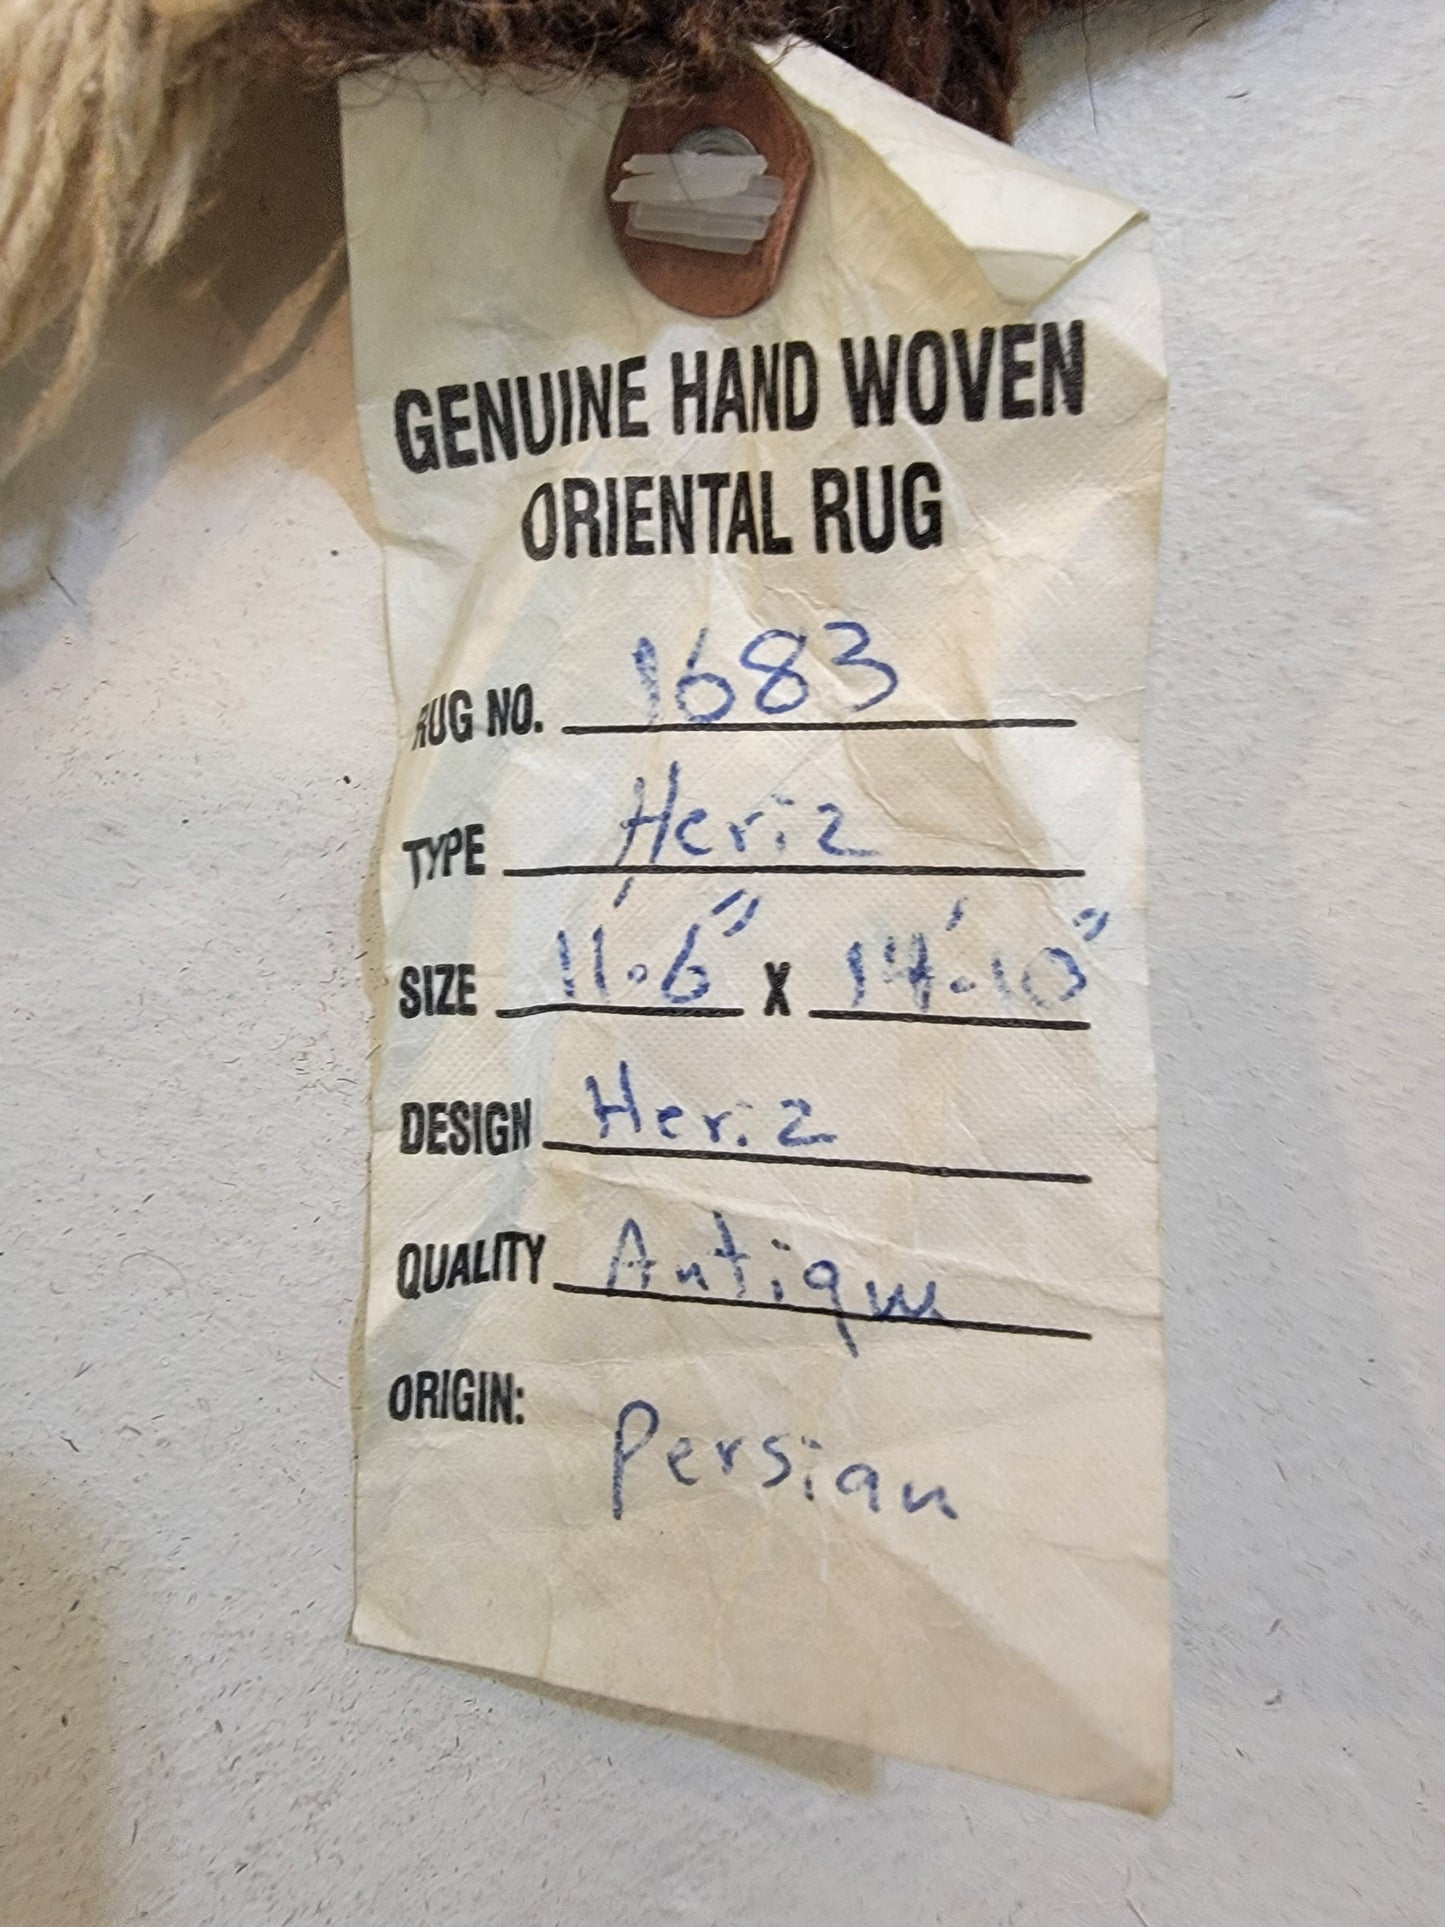 GENUINE HAND WOVEN
ORIENTAL RUG
RUG NO. 1683
TYPE Heriz
SIZE 11'.6" X 14'.10"
DESIGN Heriz
QUALITY Antique
ORIGIN:
Persian